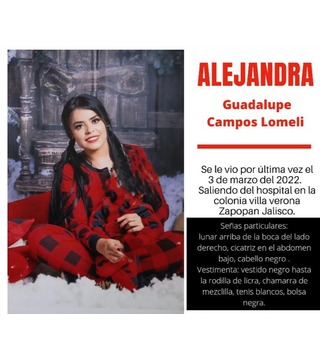 ALEJANDRA
Guadalupe
Campos Lomeli
Se le vio por última vez el
3 de marzo del 2022.
Saliendo del hospital en la
colonia villa verona
Zapopan Jalisco.
Señas particulares:
lunar arriba de la boca del lado
derecho, cicatriz en el abdomen
bajo, cabello negro .
Vestimenta: vestido negro hasta
la rodilla de licra, chamarra de
mezclilla, tenis blancos, bolsa
negra.